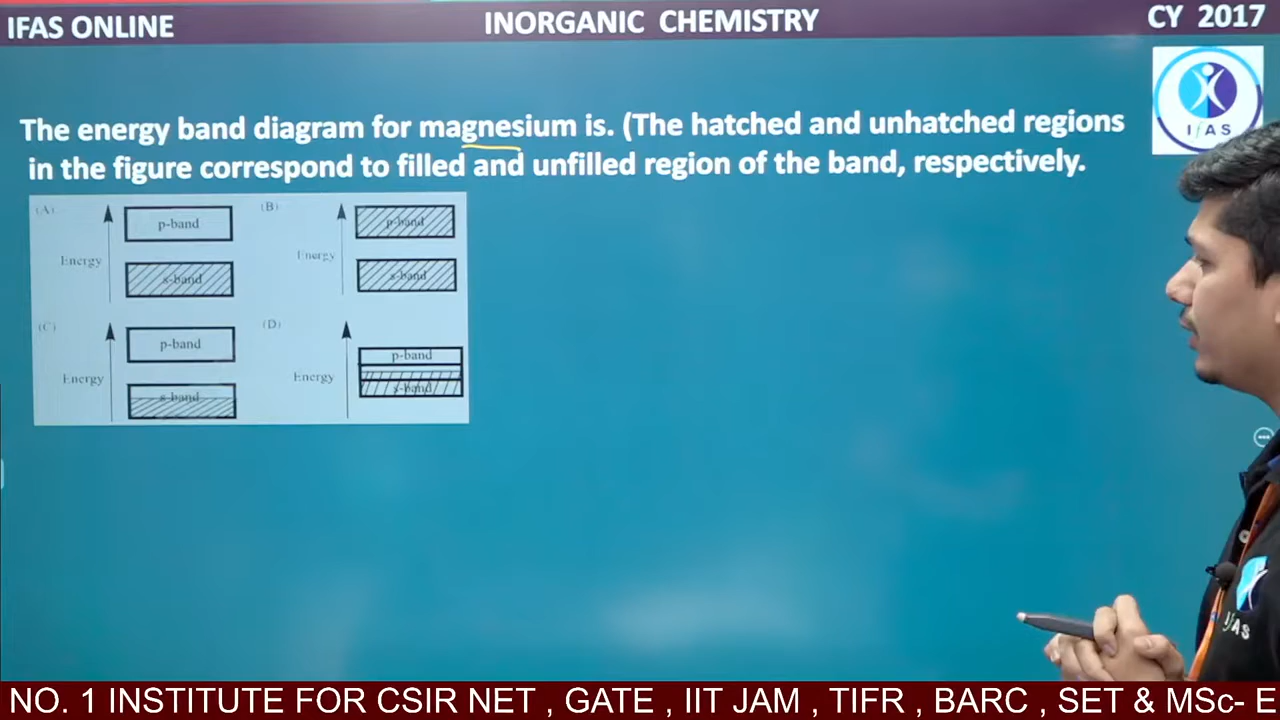 IFAS ONLINE
INORGANIC CHEMISTRY
CY 2017
IfAS
The energy band diagram for magnesium is. (The hatched and unhatched regions
in the figure correspond to filled and unfilled region of the band, respectively.
(A)
p-band
Energy
s-band
(B)
p-band
Energy
s-band
(C)
p-band
Energy
s-band
(D)
p-band
Energy
s-band
IfAS
NO. 1 INSTITUTE FOR CSIR NET , GATE , IIT JAM , TIFR , BARC , SET & MSc- E